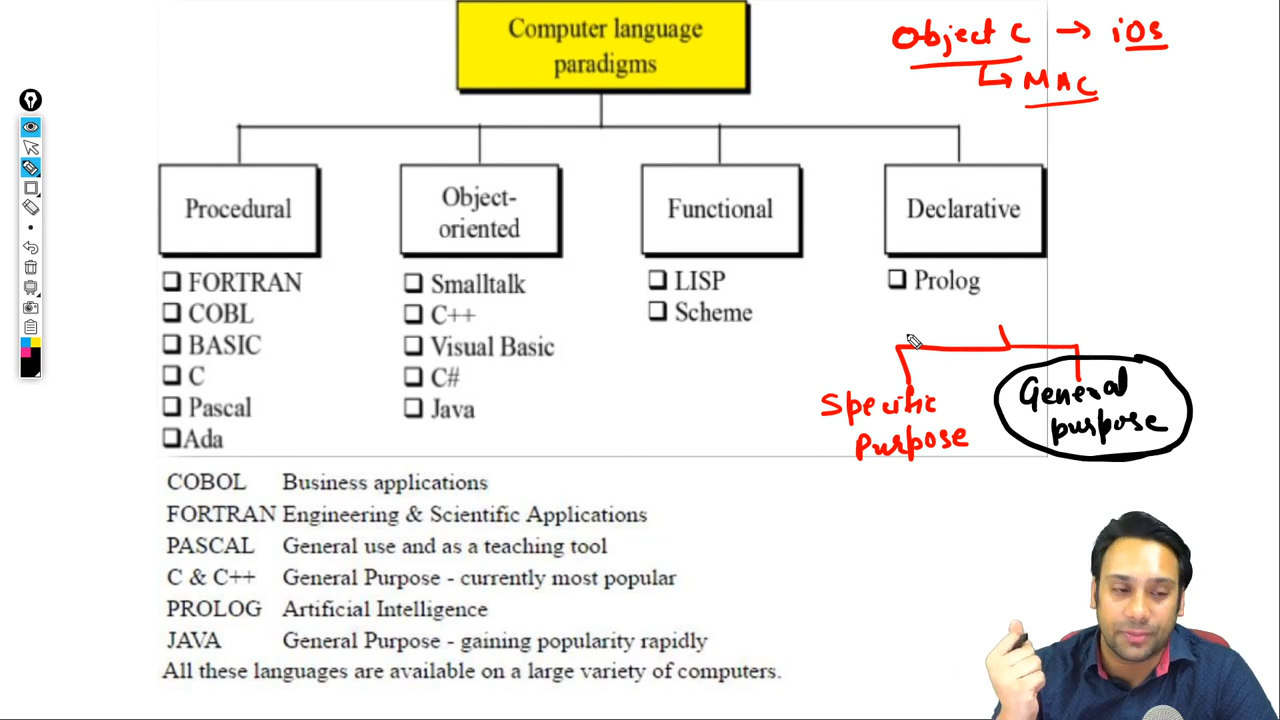 Computer language
paradigms
Object C → iOS
↳ MAC
Procedural
Object-
oriented
Functional
Declarative
❑ FORTRAN
❑ COBL
❑ BASIC
❑ C
❑ Pascal
❑Ada
❑ Smalltalk
❑ C++
❑ Visual Basic
❑ C#
❑ Java
❑ LISP
❑ Scheme
❑ Prolog
Specific
Purpose
General
purpose
COBOL Business applications
FORTRAN Engineering & Scientific Applications
PASCAL General use and as a teaching tool
C & C++ General Purpose - currently most popular
PROLOG Artificial Intelligence
JAVA General Purpose - gaining popularity rapidly
All these languages are available on a large variety of computers.